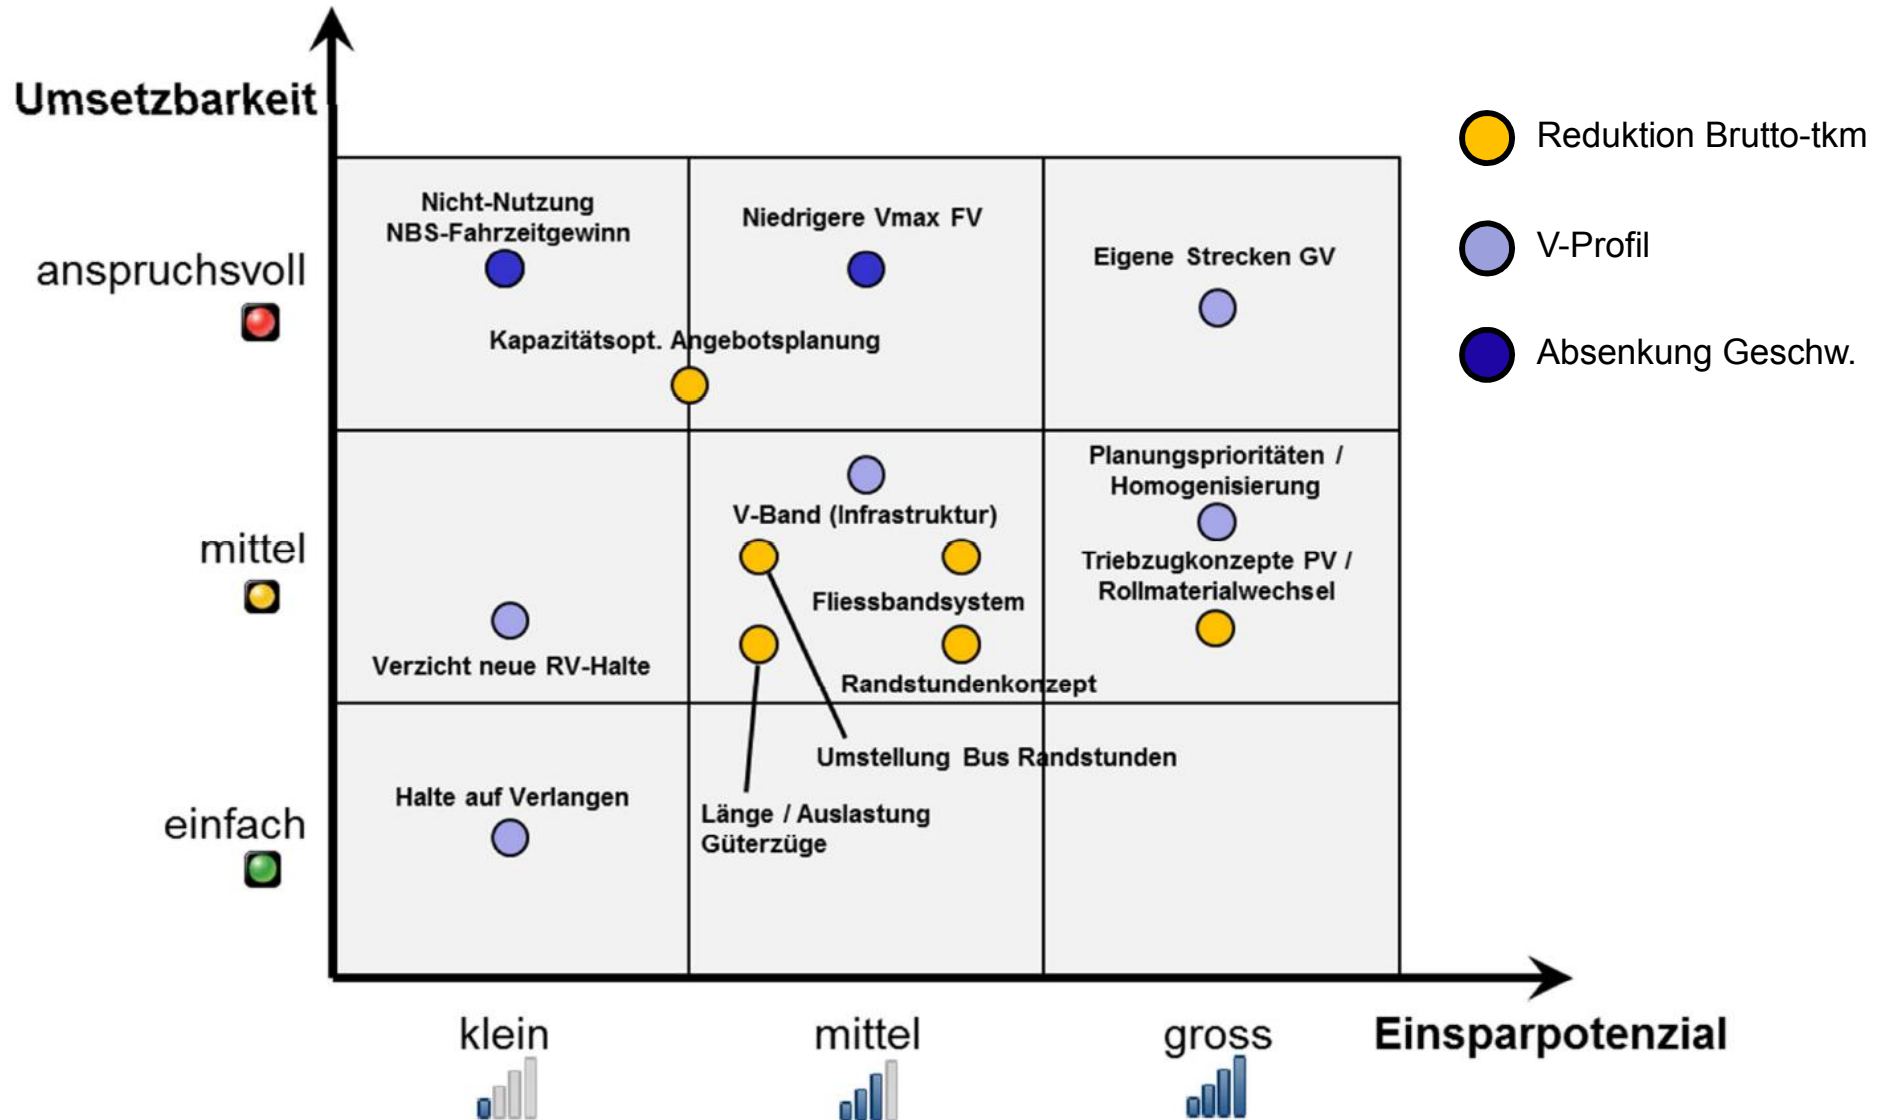 Umsetzbarkeit
Reduktion Brutto-tkm
V-Profil
Absenkung Geschw.
anspruchsvoll
Nicht-Nutzung
NBS-Fahrzeitgewinn
Niedrigere Vmax FV
Eigene Strecken GV
Kapazitätsopt. Angebotsplanung
mittel
Verzicht neue RV-Halte
V-Band (Infrastruktur)
Fliessbandsystem
Randstundenkonzept
Planungsprioritäten /
Homogenisierung
Triebzugkonzepte PV /
Rollmaterialwechsel
einfach
Halte auf Verlangen
Umstellung Bus Randstunden
Länge / Auslastung
Güterzüge
klein
mittel
gross
Einsparpotenzial